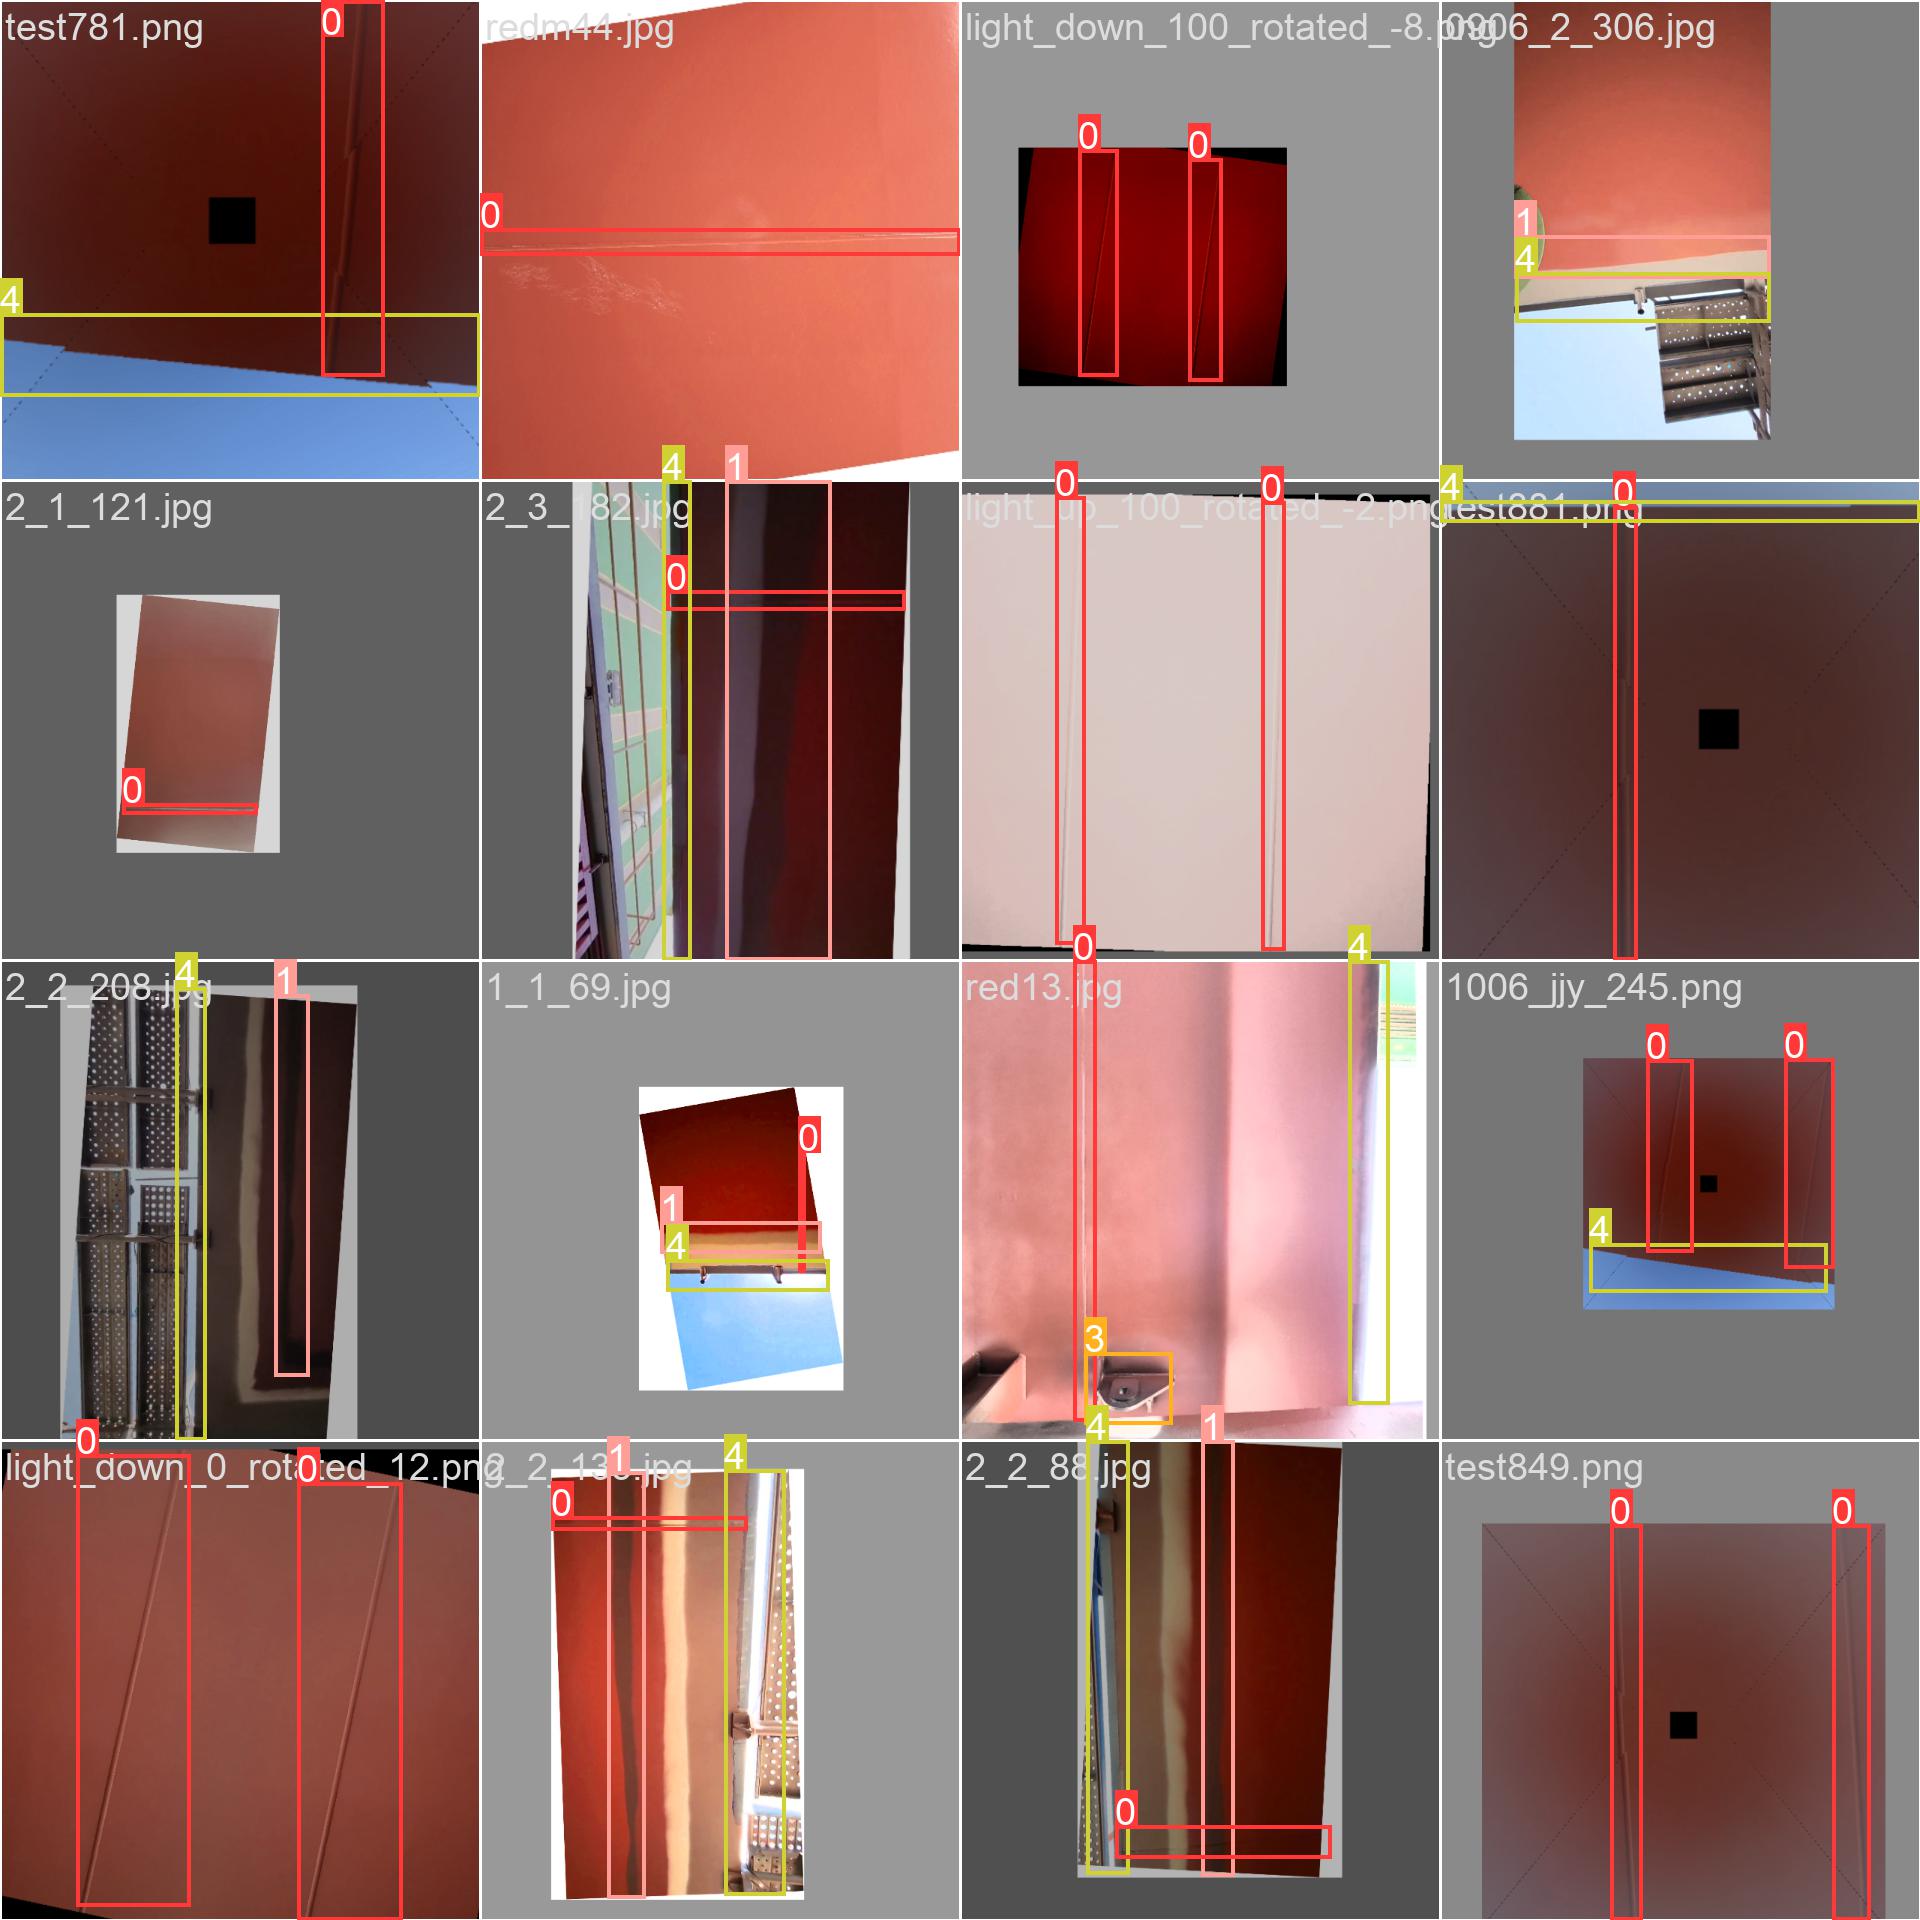 test781.png
0
4
redm44.jpg
0
light_down_100_rotated_-8.png
0
0
0906_2_306.jpg
1
4
2_1_121.jpg
0
2_3_182.jpg
4
1
0
light_up_100_rotated_-2.png
0
0
test881.png
4
0
2_2_208.jpg
4
1
1_1_69.jpg
0
1
4
red13.jpg
0
4
3
1006_jjy_245.png
0
0
4
light_down_0_rotated_12.png
0
0
1
4
0
2_2_88.jpg
4
1
0
test849.png
0
0